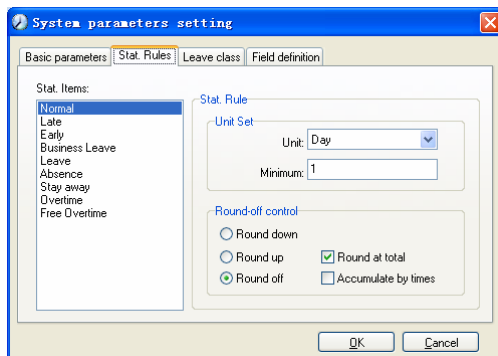 System parameters setting
Basic parameters Stat. Rules Leave class Field definition
Stat. Items:
Normal
Late
Early
Business Leave
Leave
Absence
Stay away
Overtime
Free Overtime
Stat. Rule
Unit Set
Unit: Day
Minimum: 1
Round-off control
Round down
Round up Round at total
Round off Accumulate by times
OK Cancel